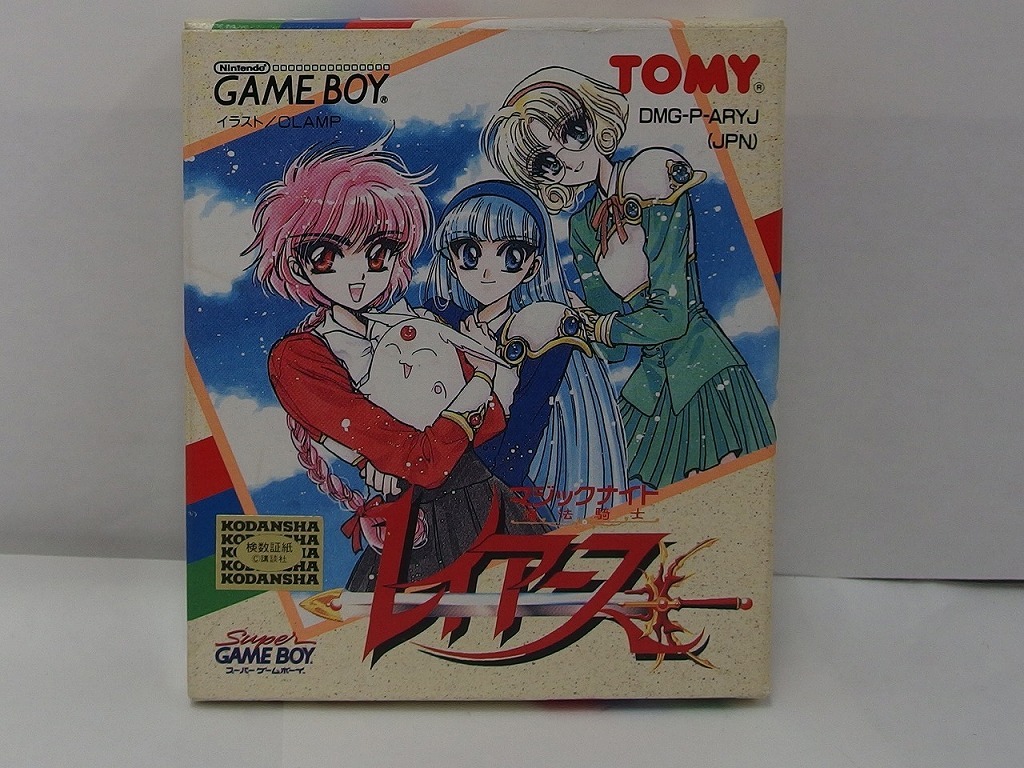 Nintendo
GAME BOY®
イラスト/CLAMP
TOMY®
DMG-P-ARYJ
(JPN)
マジックナイト
魔法騎士
レイアース
KODANSHA
KODANSHA
検数証紙
©講談社
KODANSHA
KODANSHA
Super
GAME BOY
スーパーゲームボーイ